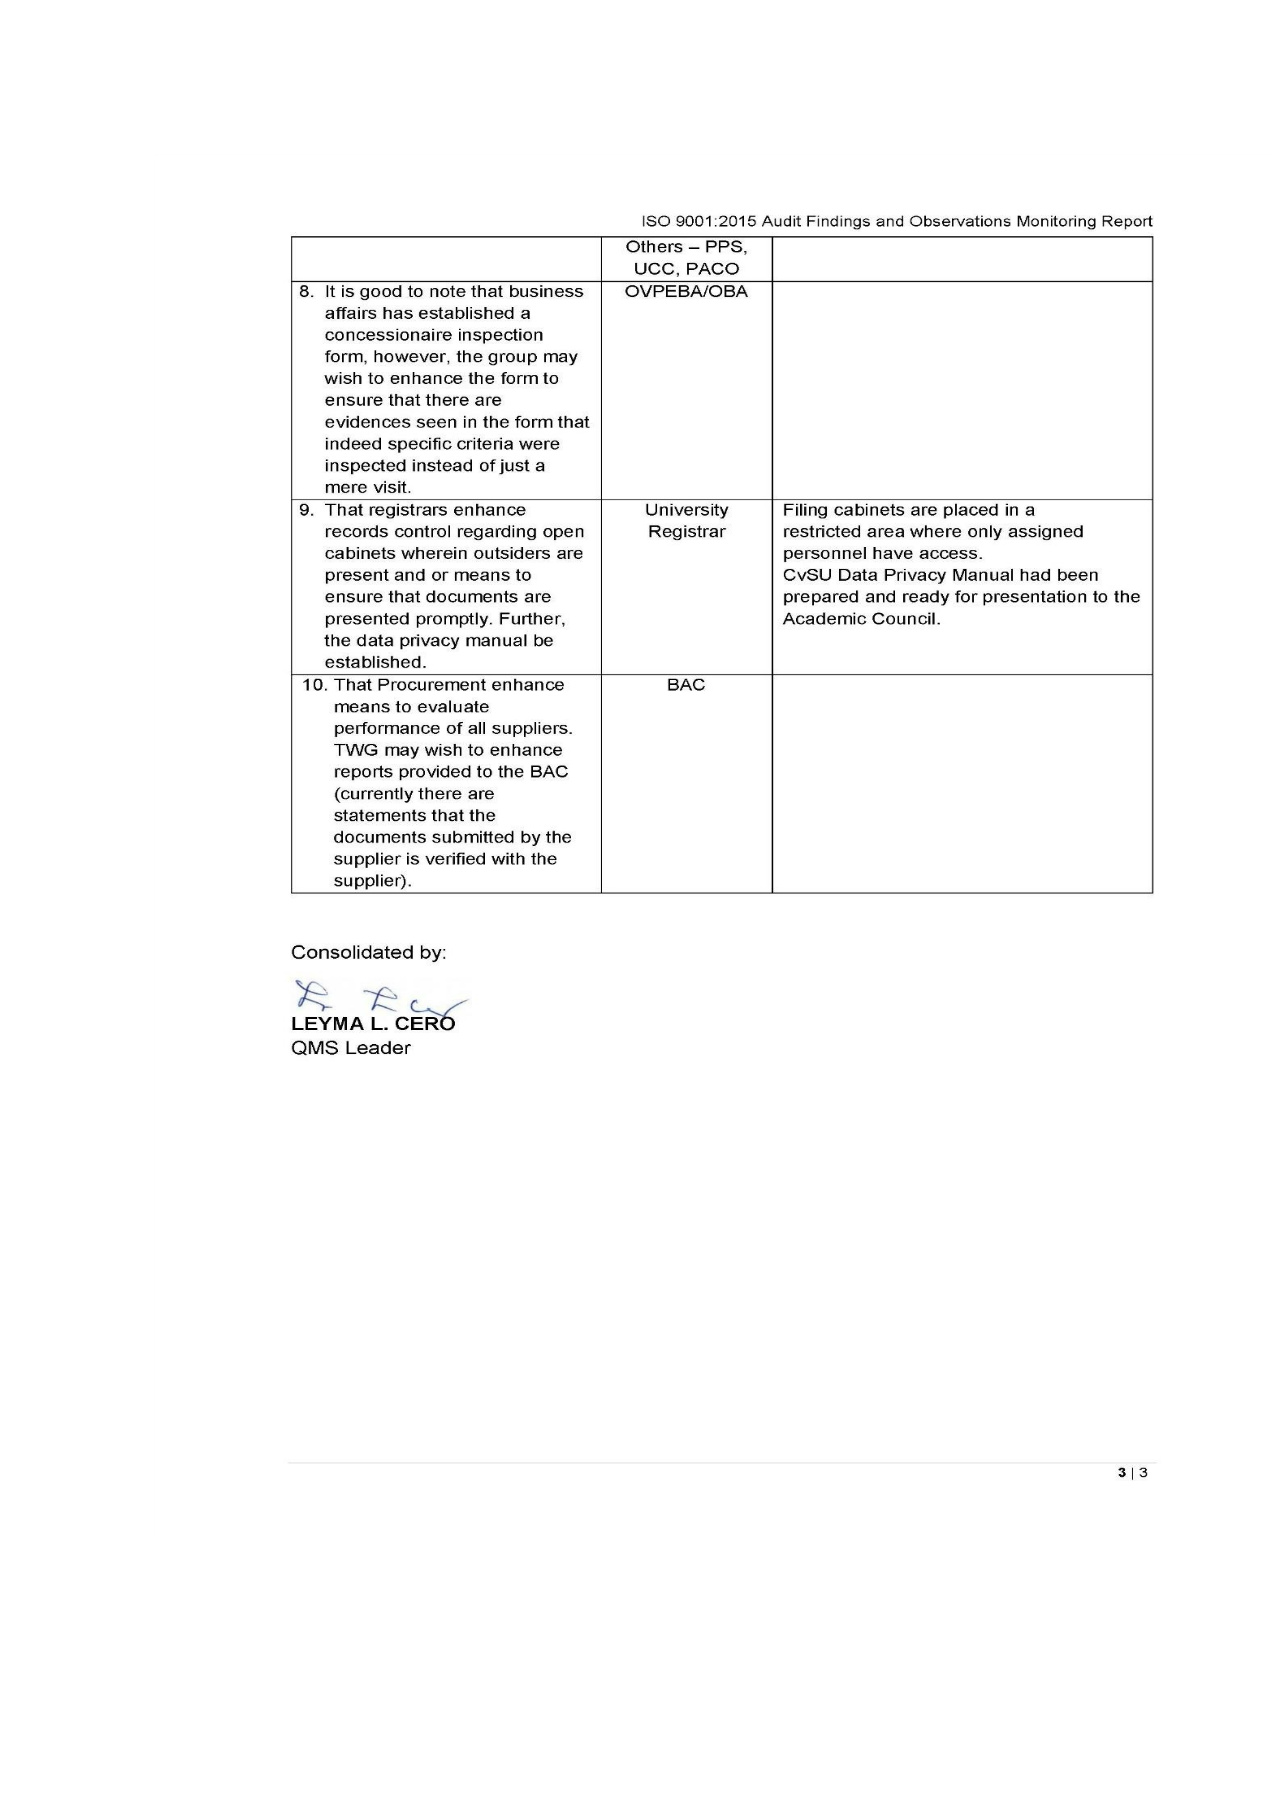 ISO 9001:2015 Audit Findings and Observations Monitoring Report
Others – PPS,
UCC, PACO
8. It is good to note that business
affairs has established a
concessionaire inspection
form, however, the group may
wish to enhance the form to
ensure that there are
evidences seen in the form that
indeed specific criteria were
inspected instead of just a
mere visit.
OVPEBA/OBA
9. That registrars enhance
records control regarding open
cabinets wherein outsiders are
present and or means to
ensure that documents are
presented promptly. Further,
the data privacy manual be
established.
University
Registrar
Filing cabinets are placed in a
restricted area where only assigned
personnel have access.
CvSU Data Privacy Manual had been
prepared and ready for presentation to the
Academic Council.
10. That Procurement enhance
means to evaluate
performance of all suppliers.
TWG may wish to enhance
reports provided to the BAC
(currently there are
statements that the
documents submitted by the
supplier is verified with the
supplier).
BAC
Consolidated by:
LEYMA L. CERO
QMS Leader
3 | 3